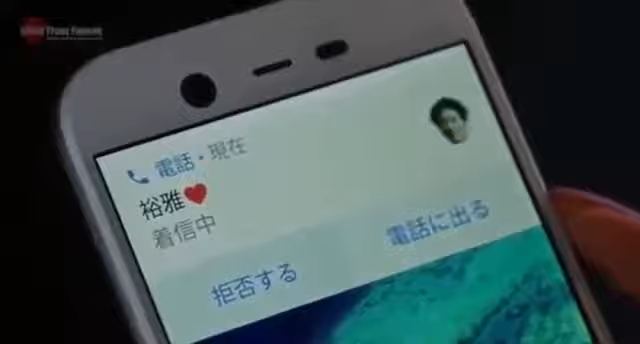 電話・現在
裕雅❤
着信中
拒否する
電話に出る